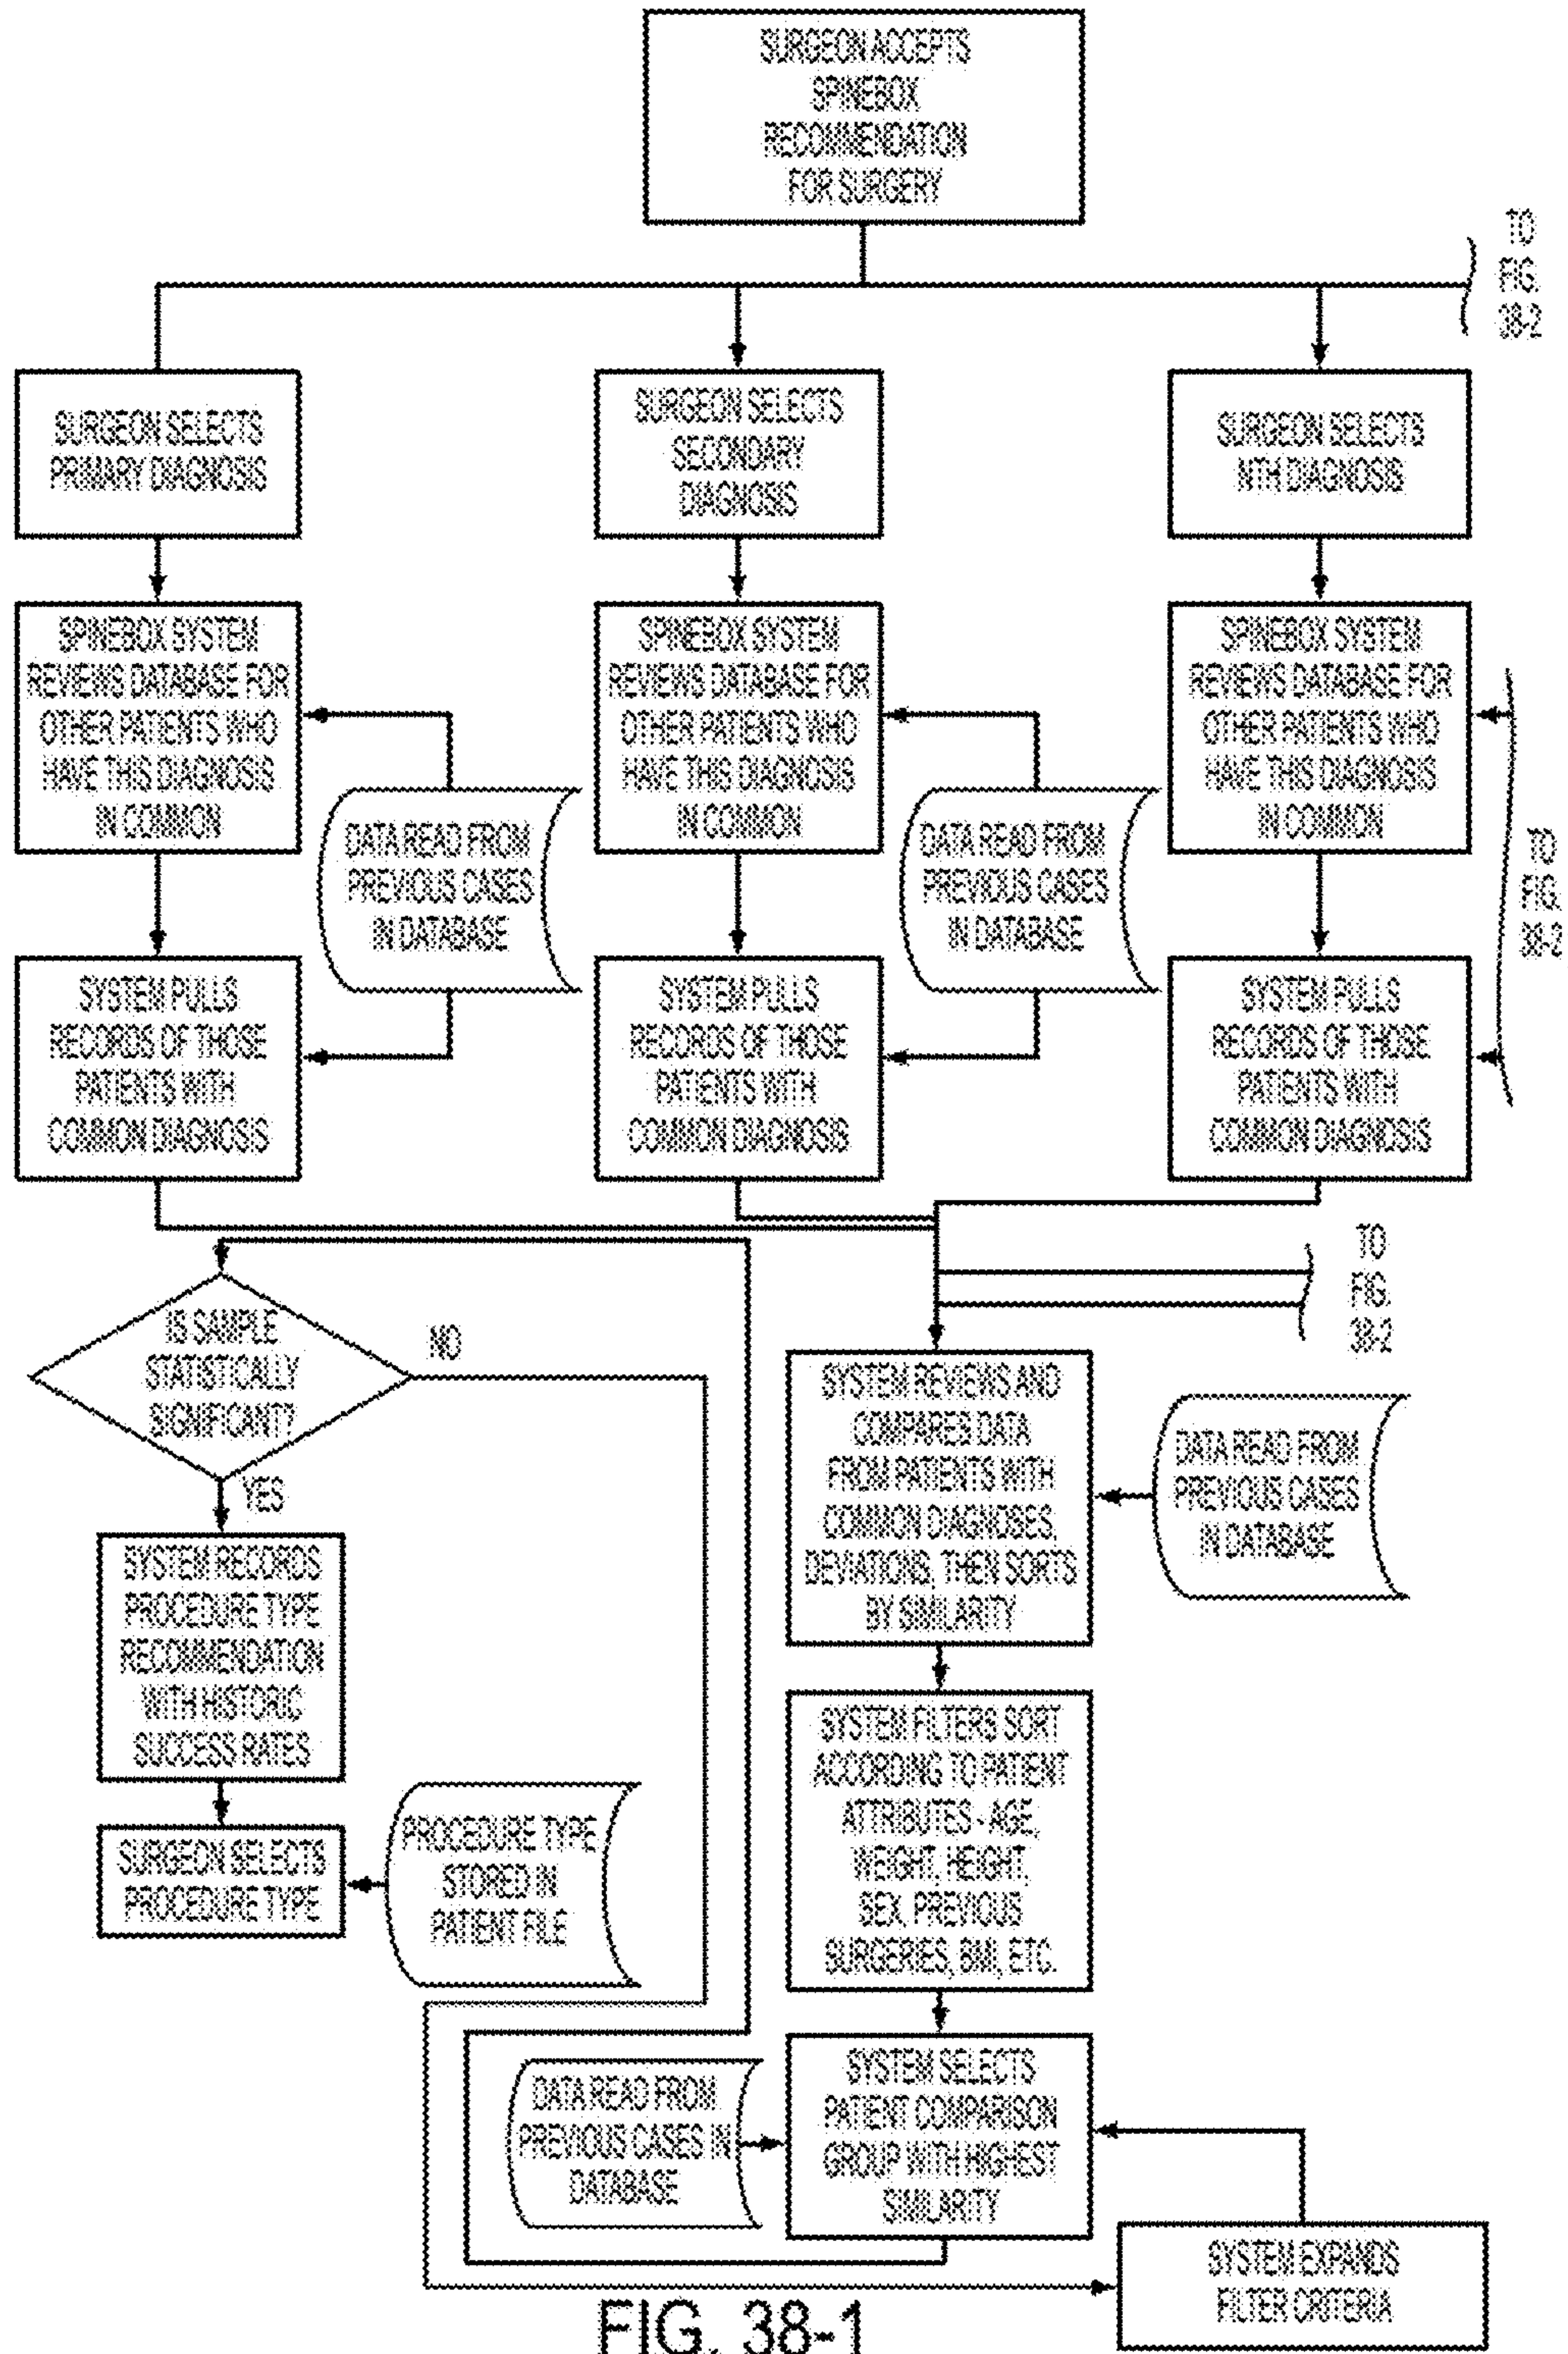 SURGEON ACCEPTS
SPINEBOX
RECOMMENDATION
FOR SURGERY
TO
FIG.
38-2
SURGEON SELECTS
PRIMARY DIAGNOSIS
SURGEON SELECTS
SECONDARY
DIAGNOSIS
SURGEON SELECTS
NTH DIAGNOSIS
SPINEBOX SYSTEM
REVIEWS DATABASE FOR
OTHER PATIENTS WHO
HAVE THIS DIAGNOSIS
IN COMMON
SPINEBOX SYSTEM
REVIEWS DATABASE FOR
OTHER PATIENTS WHO
HAVE THIS DIAGNOSIS
IN COMMON
SPINEBOX SYSTEM
REVIEWS DATABASE FOR
OTHER PATIENTS WHO
HAVE THIS DIAGNOSIS
IN COMMON
DATA READ FROM
PREVIOUS CASES
IN DATABASE
DATA READ FROM
PREVIOUS CASES
IN DATABASE
TO
FIG.
38-2
SYSTEM PULLS
RECORDS OF THOSE
PATIENTS WITH
COMMON DIAGNOSIS
SYSTEM PULLS
RECORDS OF THOSE
PATIENTS WITH
COMMON DIAGNOSIS
SYSTEM PULLS
RECORDS OF THOSE
PATIENTS WITH
COMMON DIAGNOSIS
TO
FIG.
38-2
IS SAMPLE
STATISTICALLY
SIGNIFICANT?
NO
YES
SYSTEM REVIEWS AND
COMPARES DATA
FROM PATIENTS WITH
COMMON DIAGNOSES,
DEVIATIONS, THEN SORTS
BY SIMILARITY
DATA READ FROM
PREVIOUS CASES
IN DATABASE
SYSTEM RECORDS
PROCEDURE TYPE
RECOMMENDATION
WITH HISTORIC
SUCCESS RATES
SYSTEM FILTERS SORT
ACCORDING TO PATIENT
ATTRIBUTES - AGE,
WEIGHT, HEIGHT,
SEX, PREVIOUS
SURGERIES, BMI, ETC.
SURGEON SELECTS
PROCEDURE TYPE
PROCEDURE TYPE
STORED IN
PATIENT FILE
DATA READ FROM
PREVIOUS CASES IN
DATABASE
SYSTEM SELECTS
PATIENT COMPARISON
GROUP WITH HIGHEST
SIMILARITY
SYSTEM EXPANDS
FILTER CRITERIA
FIG. 38-1